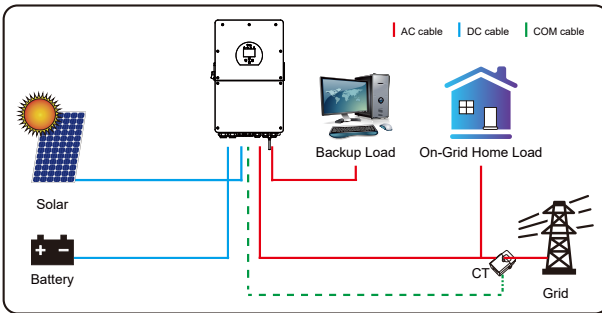 AC cable
DC cable
COM cable
Backup Load
On-Grid Home Load
Solar
CT
Battery
Grid